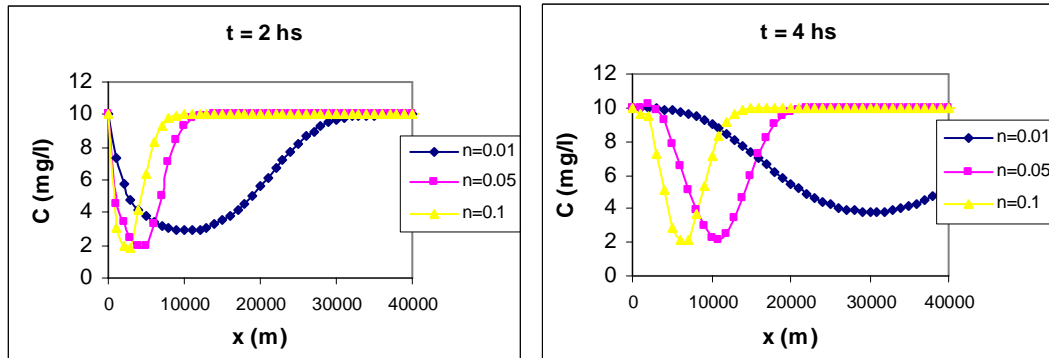 t = 2 hs
C (mg/l)
12
10
8
6
4
2
0
0 10000 20000 30000 40000
x (m)
n=0.01
n=0.05
n=0.1
t = 4 hs
C (mg/l)
12
10
8
6
4
2
0
0 10000 20000 30000 40000
x (m)
n=0.01
n=0.05
n=0.1